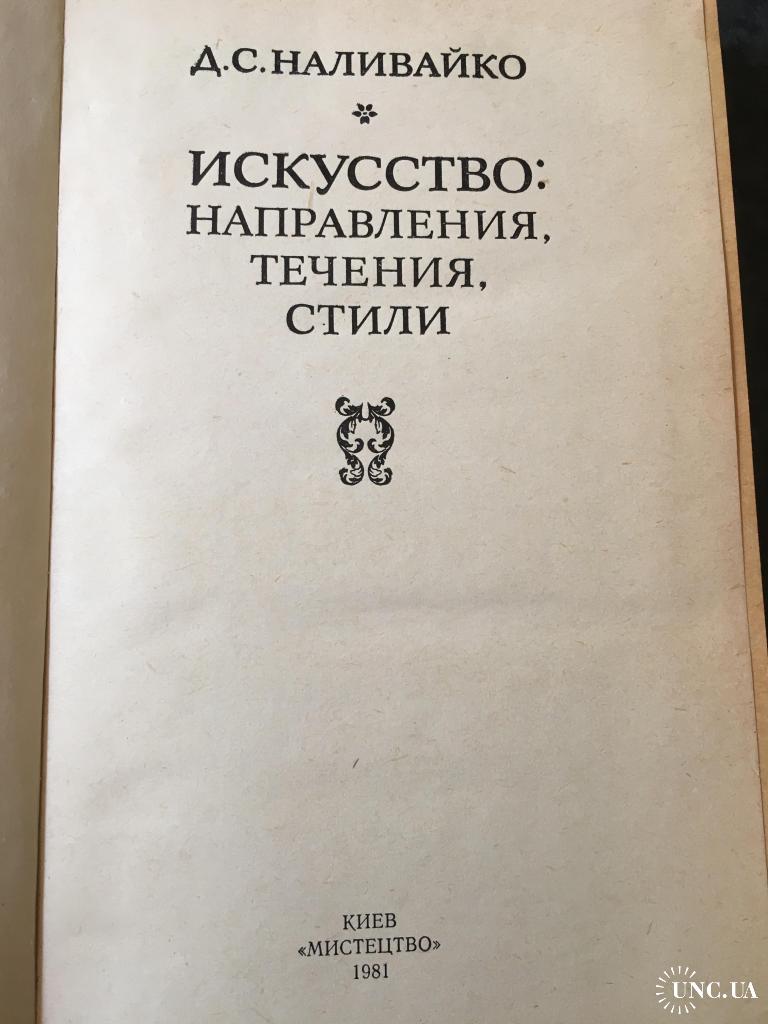 Д.С.НАЛИВАЙКО
ИСКУССТВО:
НАПРАВЛЕНИЯ,
ТЕЧЕНИЯ,
СТИЛИ
КИЕВ
«МИСТЕЦТВО»
1981
UNC.UA